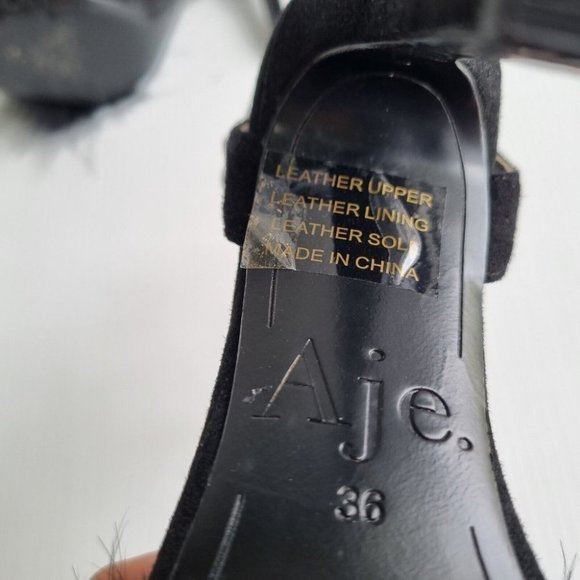 LEATHER UPPER
LEATHER LINING
LEATHER SOLE
MADE IN CHINA
Aje.
36